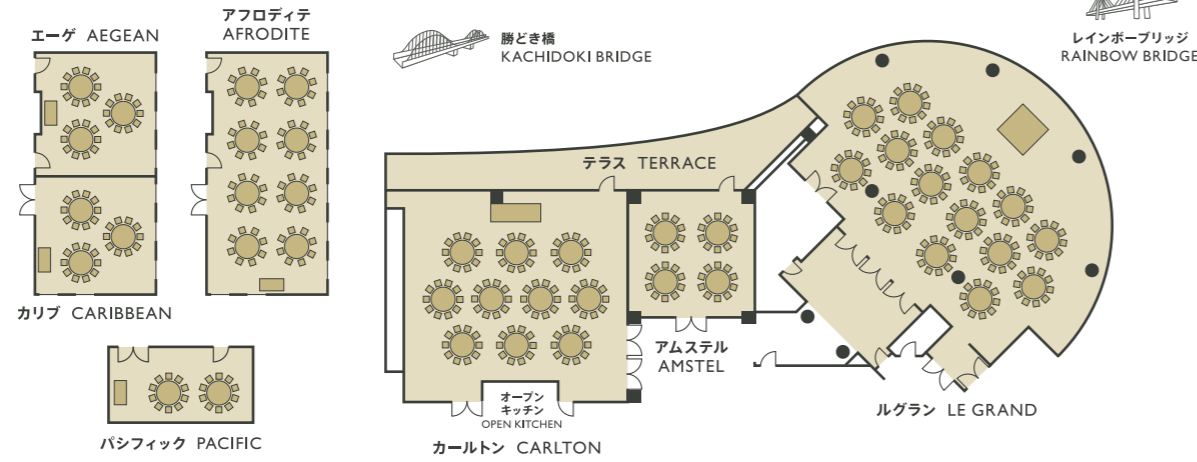 エーゲ AEGEAN
アフロディテ
AFRODITE
勝どき橋
KACHIDOKI BRIDGE
レインボーブリッジ
RAINBOW BRIDGE
テラス TERRACE
カリブ CARIBBEAN
アムステル
AMSTEL
オープン
キッチン
OPEN KITCHEN
ルグラン LE GRAND
パシフィック PACIFIC
カールトン CARLTON